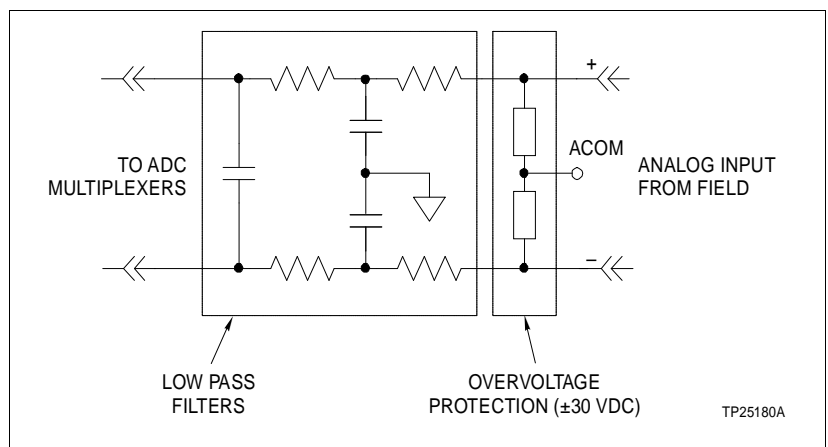 +
ACOM
TO ADC
MULTIPLEXERS
ANALOG INPUT
FROM FIELD
–
LOW PASS
FILTERS
OVERVOLTAGE
PROTECTION (±30 VDC)
TP25180A